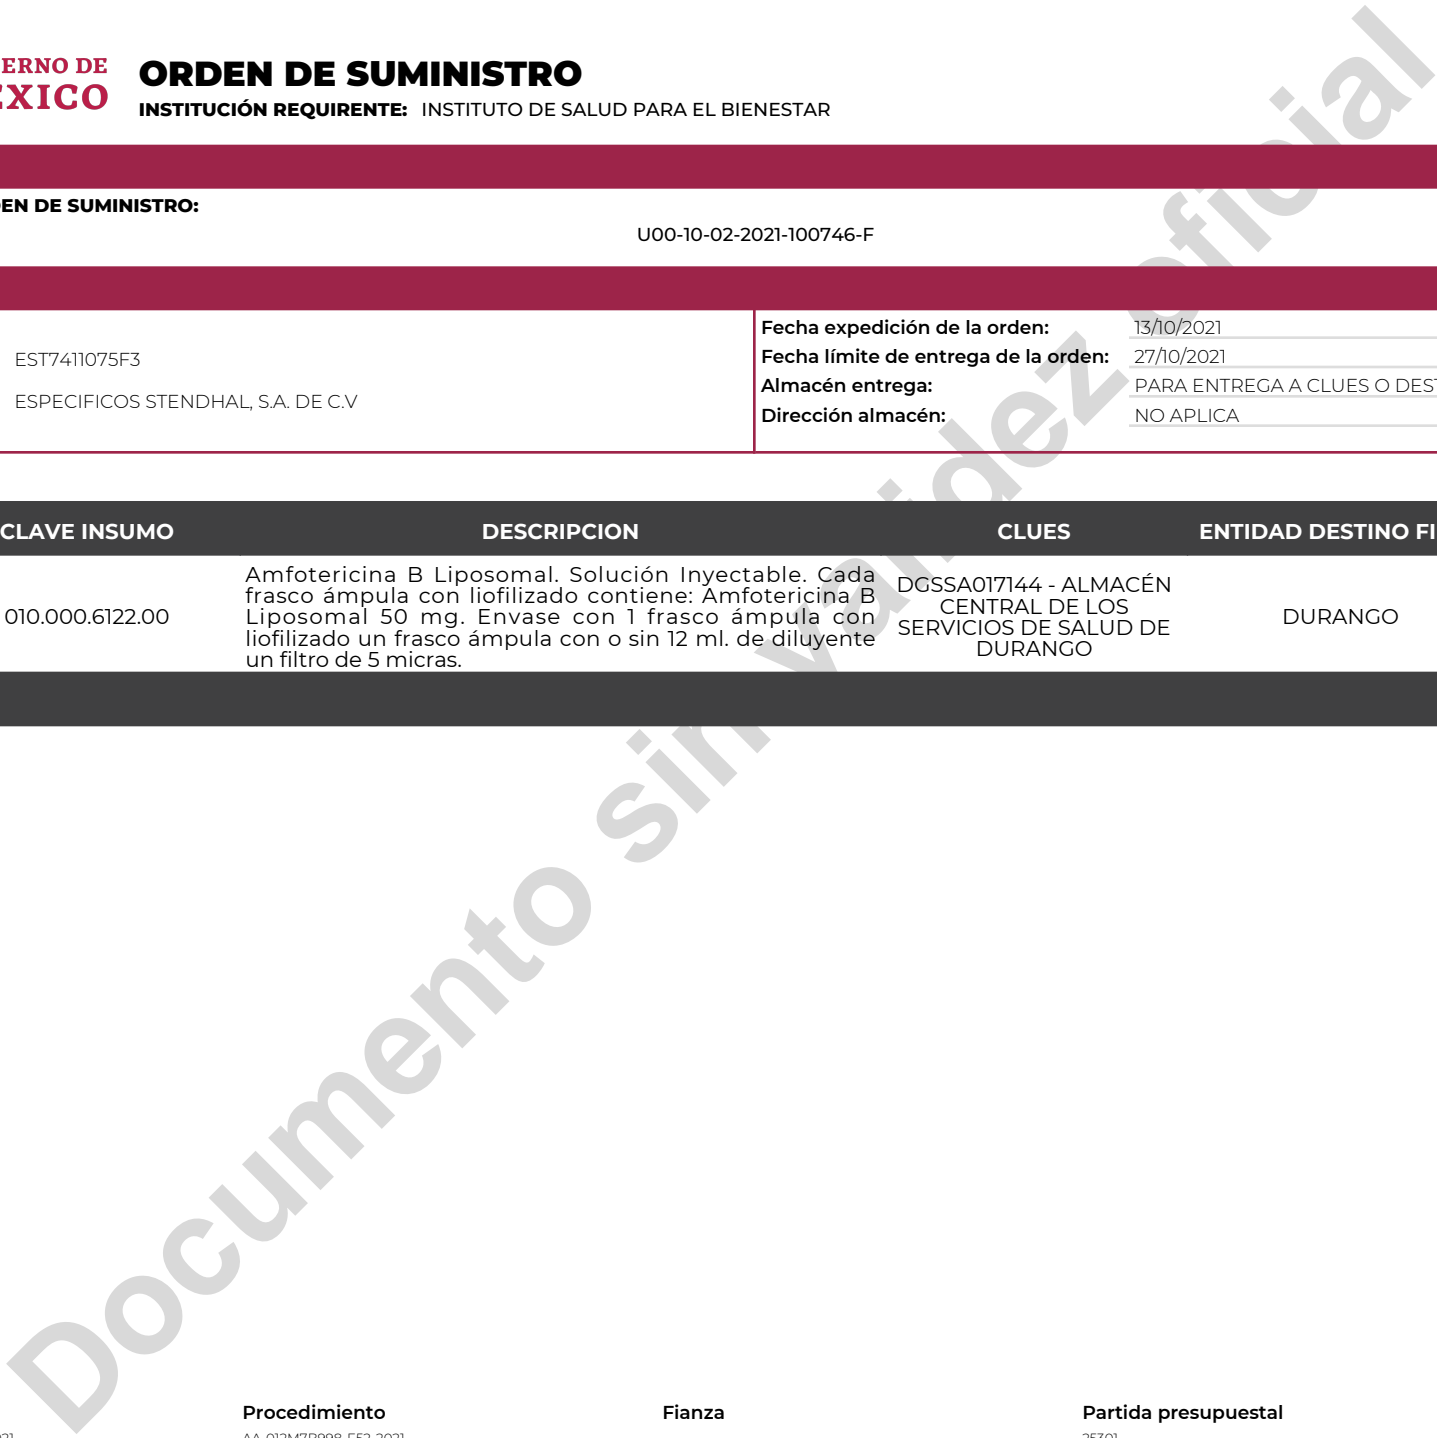 ERNO DE
EXICO
ORDEN DE SUMINISTRO
INSTITUCIÓN REQUIRENTE: INSTITUTO DE SALUD PARA EL BIENESTAR
EN DE SUMINISTRO:
U00-10-02-2021-100746-F
EST7411075F3
ESPECIFICOS STENDHAL, S.A. DE C.V
Fecha expedición de la orden: 13/10/2021
Fecha límite de entrega de la orden: 27/10/2021
Almacén entrega: PARA ENTREGA A CLUES O DEST
Dirección almacén: NO APLICA
CLAVE INSUMO DESCRIPCION CLUES ENTIDAD DESTINO FI
010.000.6122.00
Amfotericina B Liposomal. Solución Inyectable. Cada
frasco ámpula con liofilizado contiene: Amfotericina B
Liposomal 50 mg. Envase con 1 frasco ámpula con
liofilizado un frasco ámpula con o sin 12 ml. de diluyente
un filtro de 5 micras.
DGSSA017144 - ALMACÉN
CENTRAL DE LOS
SERVICIOS DE SALUD DE
DURANGO
DURANGO
Documento sin validez oficial
Procedimiento Fianza Partida presupuestal